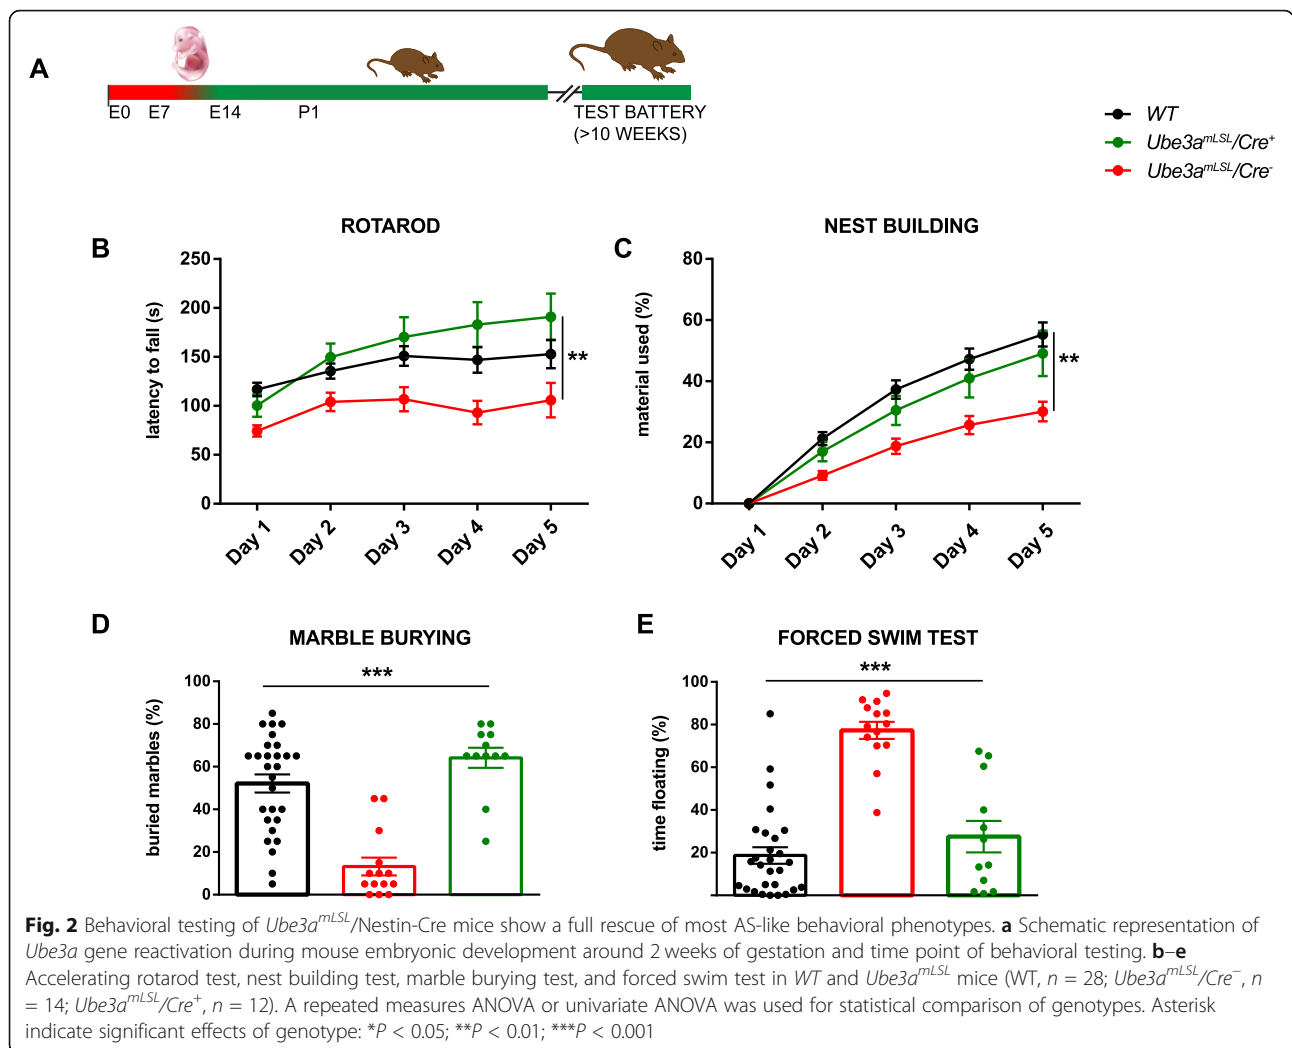 A
E0 E7 E14 P1
TEST BATTERY
(>10 WEEKS)
WT
Ube3a^mLSL/Cre⁺
Ube3a^mLSL/Cre⁻
B
ROTAROD
latency to fall (s)
250
200
150
100
50
0
**
Day 1 Day 2 Day 3 Day 4 Day 5
C
NEST BUILDING
material used (%)
80
60
40
20
0
**
Day 1 Day 2 Day 3 Day 4 Day 5
D
MARBLE BURYING
buried marbles (%)
100
80
60
40
20
0
***
E
FORCED SWIM TEST
time floating (%)
100
80
60
40
20
***
Fig. 2 Behavioral testing of Ube3a^mLSL/Nestin-Cre mice show a full rescue of most AS-like behavioral phenotypes. a Schematic representation of
Ube3a gene reactivation during mouse embryonic development around 2 weeks of gestation and time point of behavioral testing. b–e
Accelerating rotarod test, nest building test, marble burying test, and forced swim test in WT and Ube3a^mLSL mice (WT, n = 28; Ube3a^mLSL/Cre⁻, n
= 14; Ube3a^mLSL/Cre⁺, n = 12). A repeated measures ANOVA or univariate ANOVA was used for statistical comparison of genotypes. Asterisk
indicate significant effects of genotype: *P < 0.05; **P < 0.01; ***P < 0.001